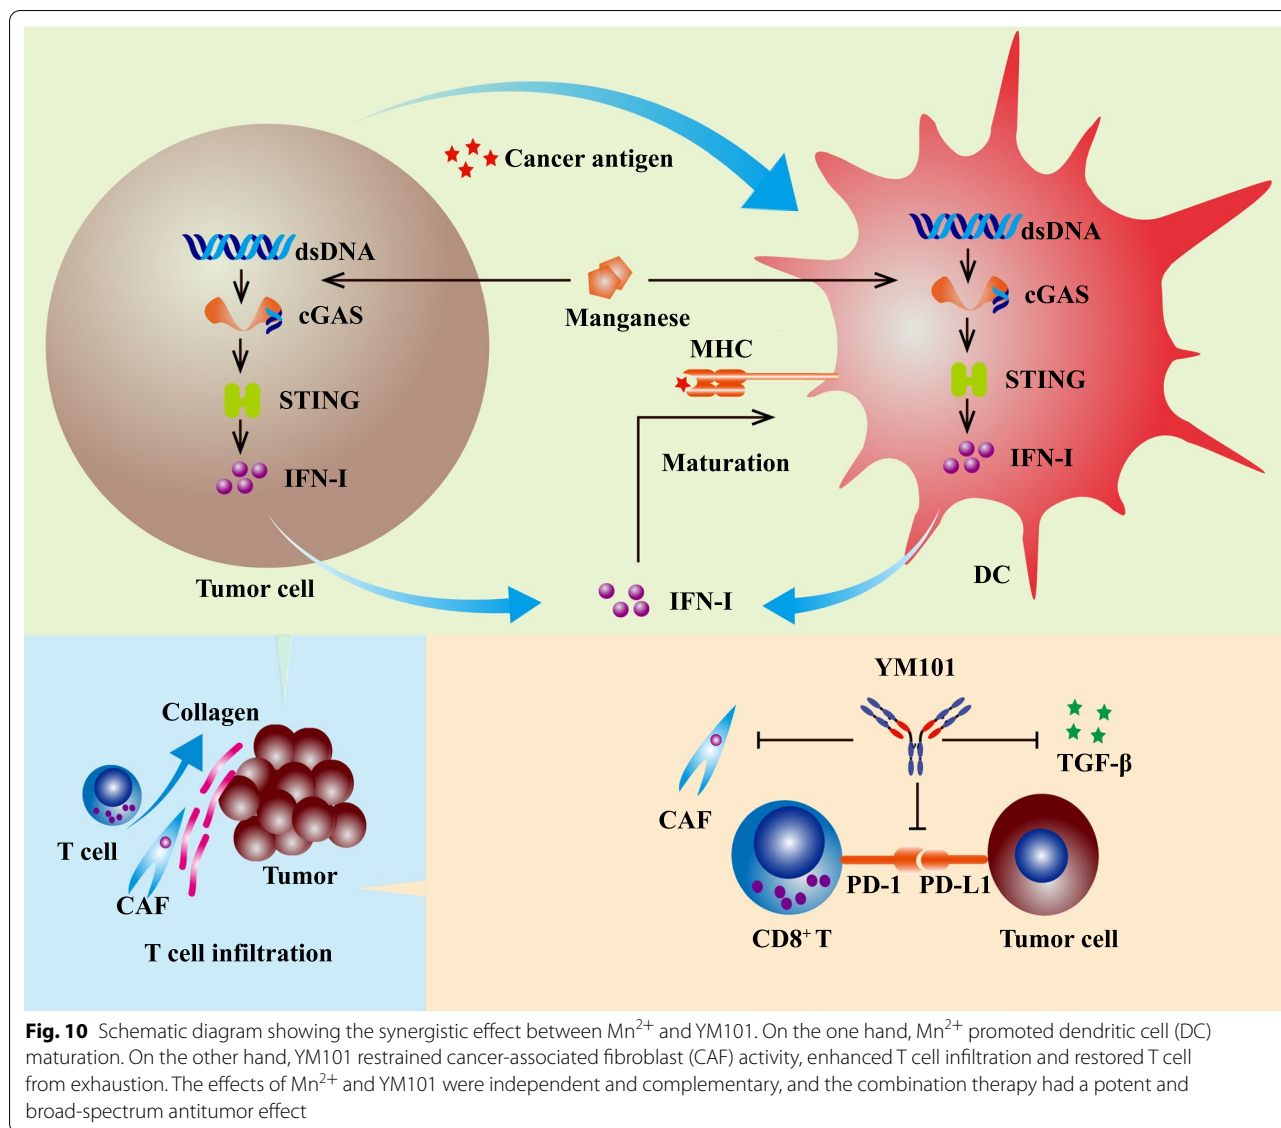 Cancer antigen
dsDNA
dsDNA
cGAS
cGAS
Manganese
MHC
STING
STING
Maturation
IFN-I
IFN-I
Tumor cell
IFN-I
DC
Collagen
T cell
CAF
Tumor
T cell infiltration
YM101
CAF
TGF-β
PD-1
PD-L1
CD8⁺ T
Tumor cell
Fig. 10 Schematic diagram showing the synergistic effect between Mn²⁺ and YM101. On the one hand, Mn²⁺ promoted dendritic cell (DC)
maturation. On the other hand, YM101 restrained cancer-associated fibroblast (CAF) activity, enhanced T cell infiltration and restored T cell
from exhaustion. The effects of Mn²⁺ and YM101 were independent and complementary, and the combination therapy had a potent and
broad-spectrum antitumor effect